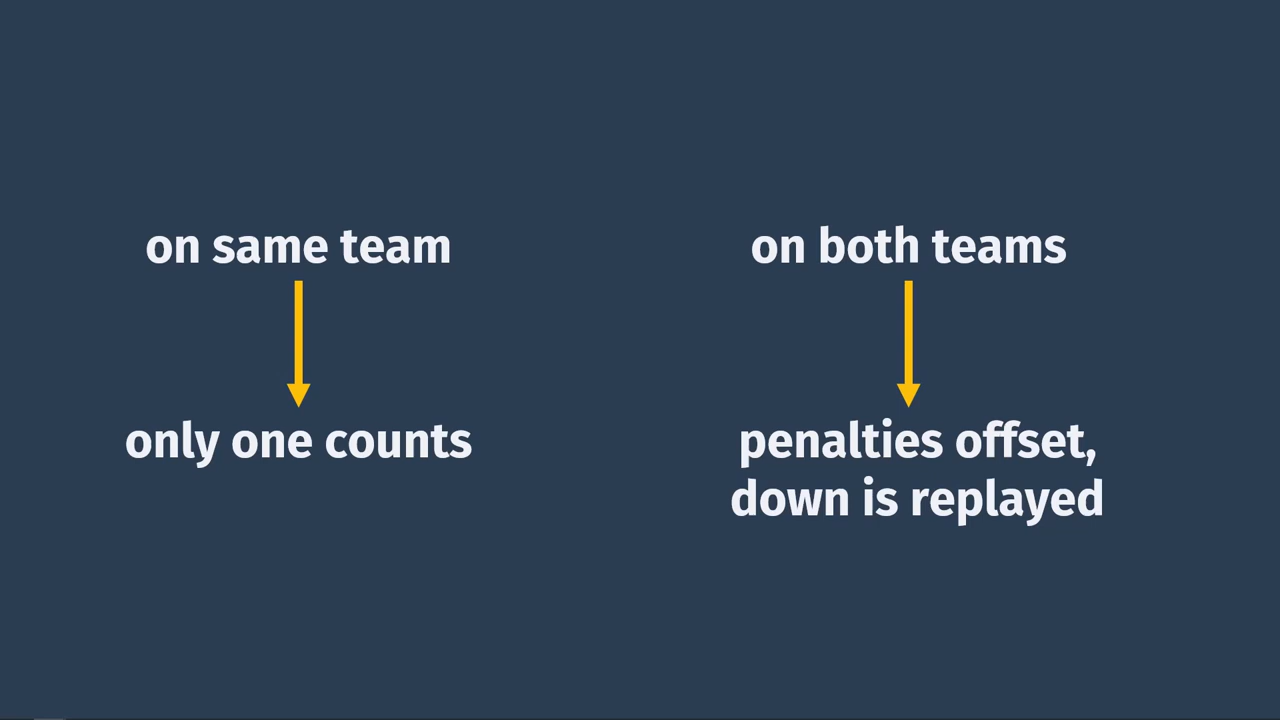 on same team
only one counts
on both teams
penalties offset,
down is replayed